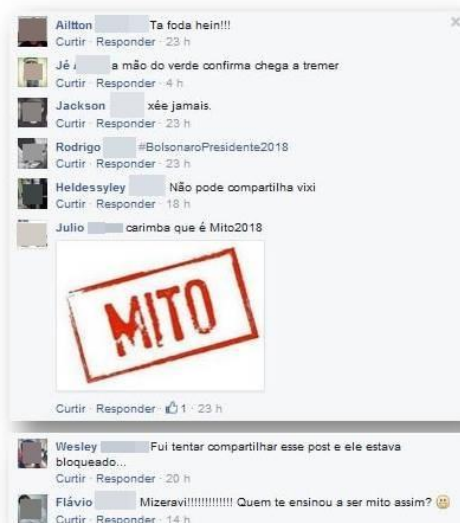 Ailtton Ta foda hein!!!
Curtir · Responder · 23 h
Jé a mão do verde confirma chega a tremer
Curtir · Responder · 4 h
Jackson xée jamais.
Curtir · Responder · 23 h
Rodrigo #BolsonaroPresidente2018
Curtir · Responder · 23 h
Heldessyley Não pode compartilha vixi
Curtir · Responder · 18 h
Julio carimba que é Mito2018
MITO
Curtir · Responder · 1 · 23 h
Wesley Fui tentar compartilhar esse post e ele estava
bloqueado...
Curtir · Responder · 20 h
Flávio Mizeravi!!!!!!!!!!!!! Quem te ensinou a ser mito assim? 😀
Curtir · Responder · 14 h